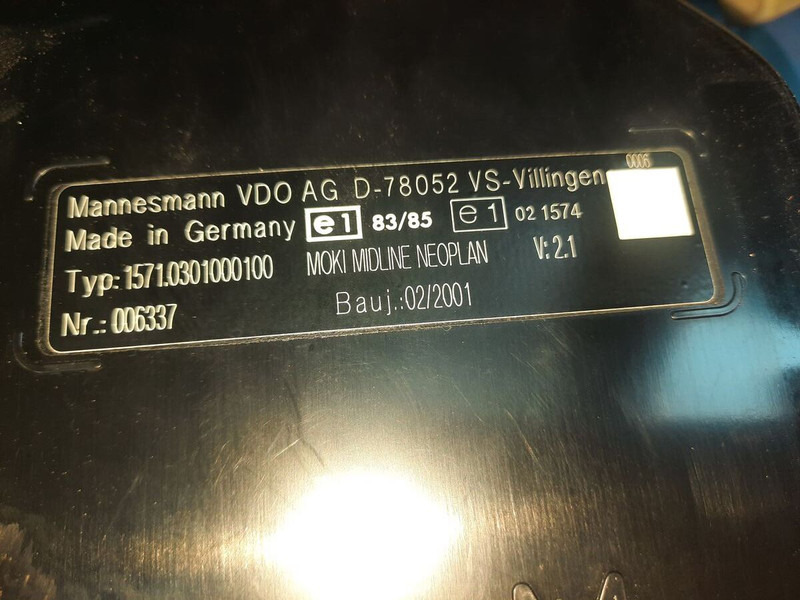 0006
Mannesmann VDO AG D-78052 VS-Villingen
Made in Germany e1 83/85 e1 02 1574
Typ: 1571.0301000100 MOKI MIDLINE NEOPLAN V: 2.1
Nr.: 006337 Bauj.: 02/2001